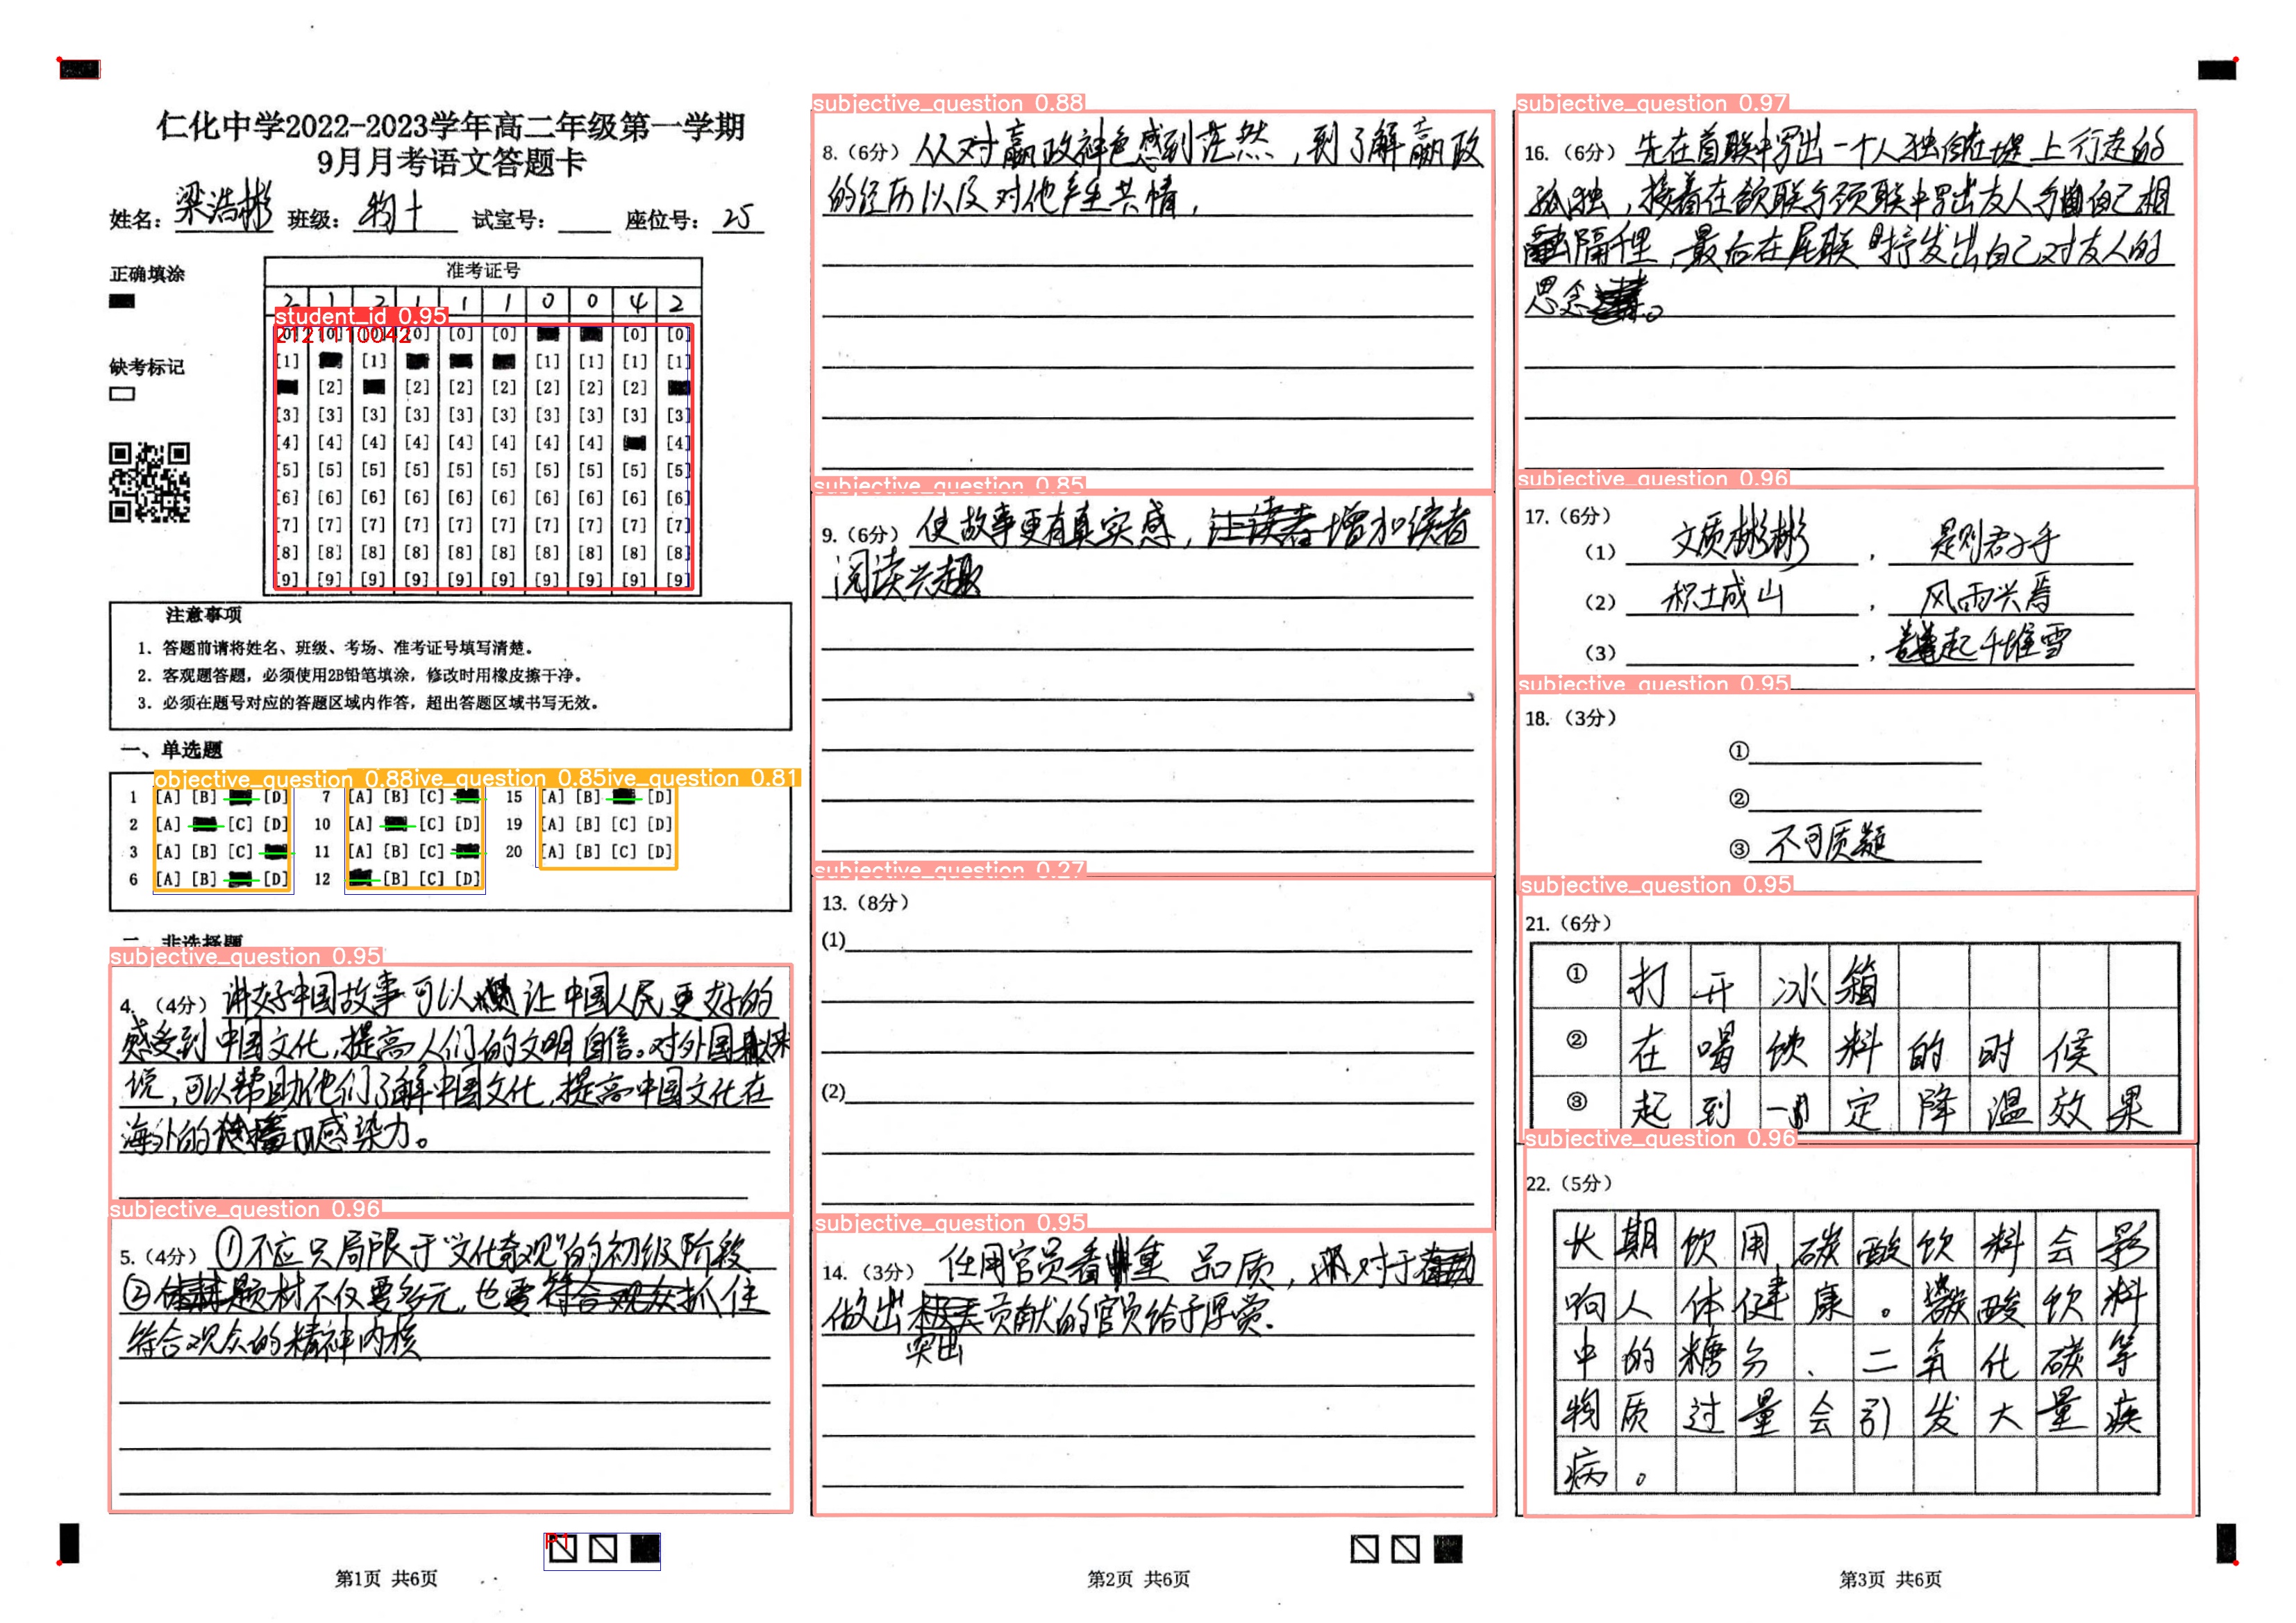 仁化中学2022-2023学年高二年级第一学期
9月月考语文答题卡
姓名：梁浩彬 班级：物十 试室号： 座位号：25
正确填涂
缺考标记
准考证号
2 1 2 1 1 1 0 0 4 2
student_id 0.95
2121110042
[0] [0] [0] [0] [0] [0] [0] [0]
[1] [1] [1] [1] [1] [1]
[2] [2] [2] [2] [2] [2] [2]
[3] [3] [3] [3] [3] [3] [3] [3] [3] [3]
[4] [4] [4] [4] [4] [4] [4] [4] [4]
[5] [5] [5] [5] [5] [5] [5] [5] [5] [5]
[6] [6] [6] [6] [6] [6] [6] [6] [6] [6]
[7] [7] [7] [7] [7] [7] [7] [7] [7] [7]
[8] [8] [8] [8] [8] [8] [8] [8] [8] [8]
[9] [9] [9] [9] [9] [9] [9] [9] [9] [9]
注意事项
1. 答题前请将姓名、班级、考场、准考证号填写清楚。
2. 客观题答题，必须使用2B铅笔填涂，修改时用橡皮擦干净。
3. 必须在题号对应的答题区域内作答，超出答题区域书写无效。
一、单选题
objective_question 0.88ive_question 0.85ive_question 0.81
1 [A] [B] [D] 7 [A] [B] [C] 15 [A] [B] [D]
2 [A] [C] [D] 10 [A] [C] [D] 19 [A] [B] [C] [D]
3 [A] [B] [C] 11 [A] [B] [C] 20 [A] [B] [C] [D]
6 [A] [B] [D] 12 [B] [C] [D]
二、非选择题
subjective_question 0.95
4.（4分）讲好中国故事可以让中国人民更好的
感受到中国文化，提高人们的文明自信。对外国来
说，可以帮助他们了解中国文化，提高中国文化在
海外的感染力。
subjective_question 0.96
5.（4分）①不应只局限于“文化奇观”的初级阶段
②题材不仅要多元，也要抓住
符合观众的精神内核
P1
第1页 共6页
subjective_question 0.88
8.（6分）从对嬴政神色感到茫然，到了解嬴政
的经历以及对他产生共情，
subjective_question 0.85
9.（6分）使故事更有真实感，让读者增加读者
阅读兴趣
subjective_question 0.27
13.（8分）
(1)
(2)
subjective_question 0.95
14.（3分）任用官员看重品质，对于
做出贡献的官员给予厚赏.
突出
第2页 共6页
subjective_question 0.97
16.（6分）先在首联中写出一个人独自在堤上行走的
孤独，接着在颔联与颈联中写出友人与自己相
隔千里，最后在尾联抒发出自己对友人的
思念。
subjective_question 0.96
17.（6分）
（1）文质彬彬，是则君子乎
（2）积土成山，风雨兴焉
（3），起千堆雪
subjective_question 0.95
18.（3分）
①
②
③不可质疑
subjective_question 0.95
21.（6分）
①打开冰箱
②在喝饮料的时候
③起到一定降温效果
subjective_question 0.96
22.（5分）
长期饮用碳酸饮料会影
响人体健康。碳酸饮料
中的糖分、二氧化碳等
物质过量会引发大量疾
病。
第3页 共6页